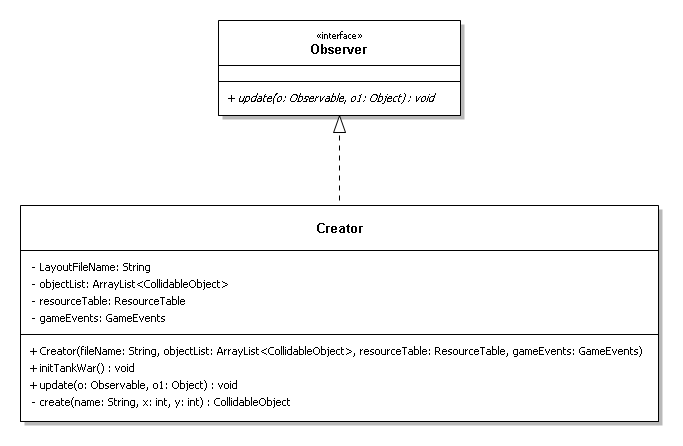 «interface»
Observer
+ update(o: Observable, o1: Object) : void
Creator
- LayoutFileName: String
- objectList: ArrayList<CollidableObject>
- resourceTable: ResourceTable
- gameEvents: GameEvents
+ Creator(fileName: String, objectList: ArrayList<CollidableObject>, resourceTable: ResourceTable, gameEvents: GameEvents)
+ initTankWar() : void
+ update(o: Observable, o1: Object) : void
- create(name: String, x: int, y: int) : CollidableObject